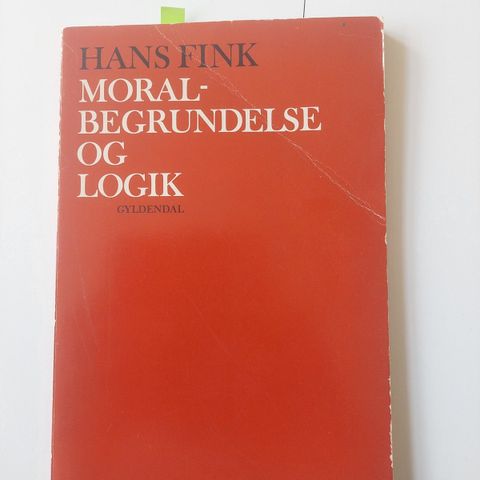 HANS FINK
MORAL-
BEGRUNDELSE
OG
LOGIK
GYLDENDAL